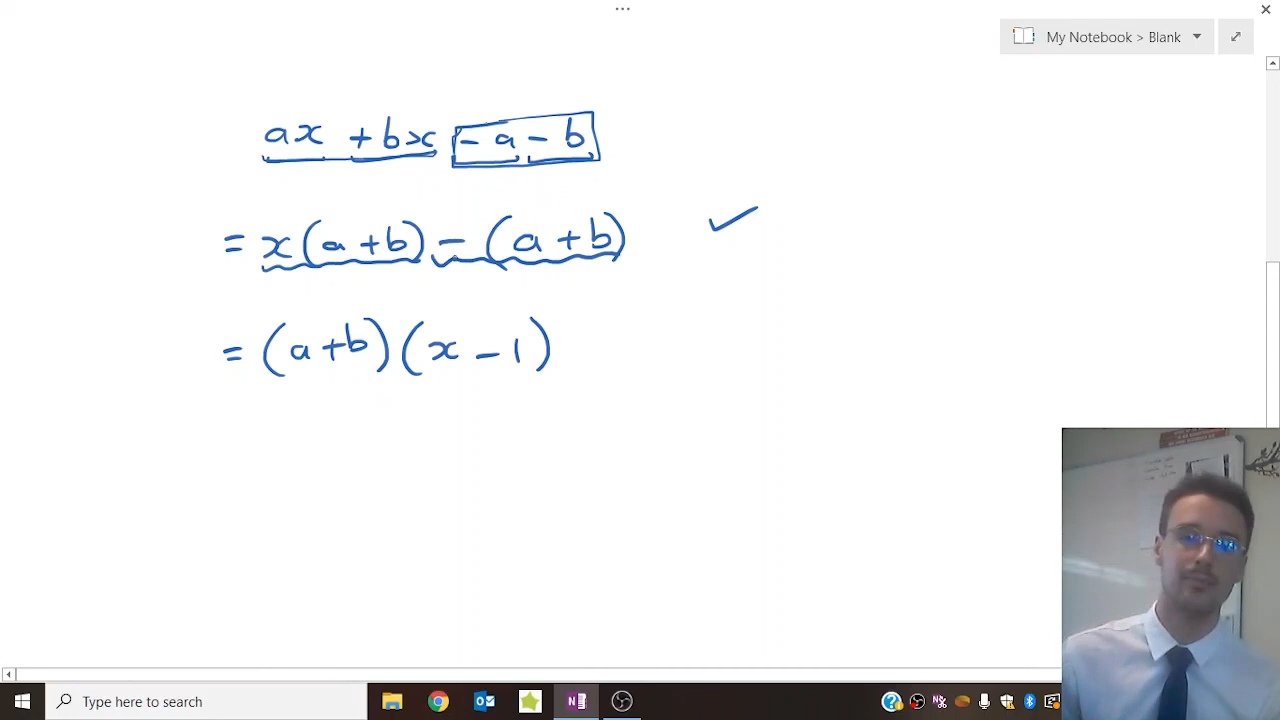 My Notebook > Blank
ax + bx - a - b
= x(a+b) - (a+b) ✓
= (a+b)(x - 1)
Type here to search